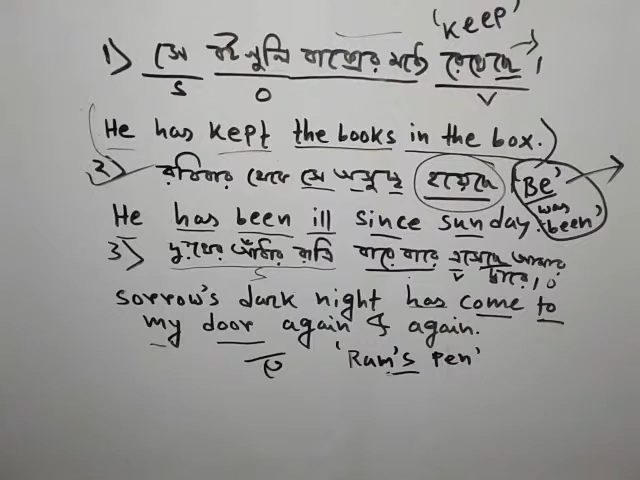 'Keep'
1) সে বইগুলি বাক্সের মধ্যে রেখেছে।
S O V
He has kept the books in the box.
2) রবিবার থেকে সে অসুস্থ হয়েছে 'Be'
was
been'
He has been ill since sunday.
3) দুঃখের আঁধার রাত্রি বারে বারে এসেছে আমার
দ্বারে,
S V O
sorrow's dark night has come to
my door again & again.
'Ram's Pen'